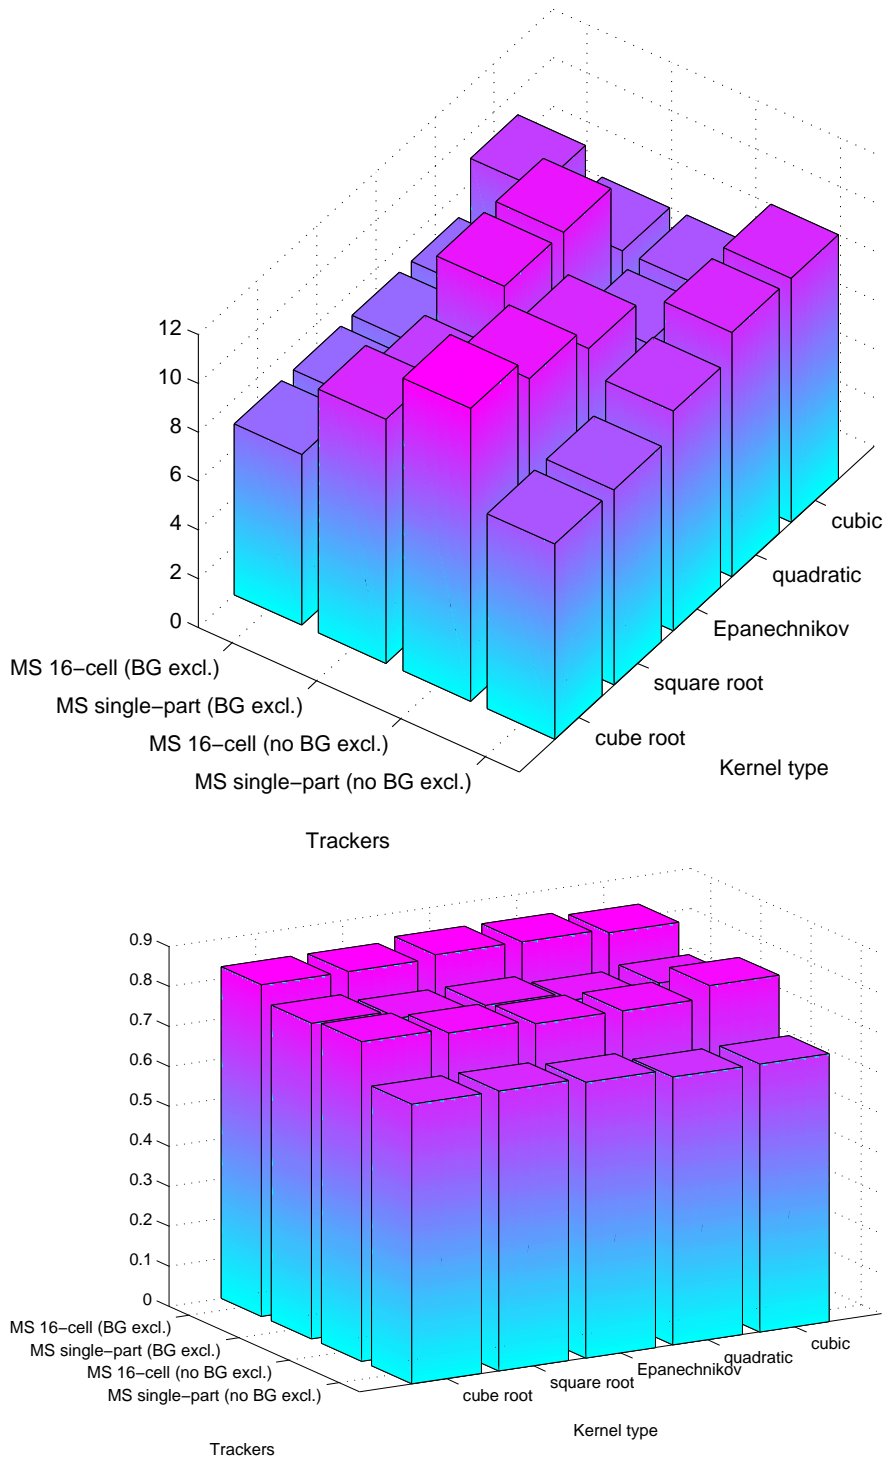 12
10
8
6
4
2
0
MS 16−cell (BG excl.)
MS single−part (BG excl.)
MS 16−cell (no BG excl.)
MS single−part (no BG excl.)
cubic
quadratic
Epanechnikov
square root
cube root
Kernel type
Trackers
0.9
0.8
0.7
0.6
0.5
0.4
0.3
0.2
0.1
0
MS 16−cell (BG excl.)
MS single−part (BG excl.)
MS 16−cell (no BG excl.)
MS single−part (no BG excl.)
cube root
square root
Epanechnikov
quadratic
cubic
Kernel type
Trackers